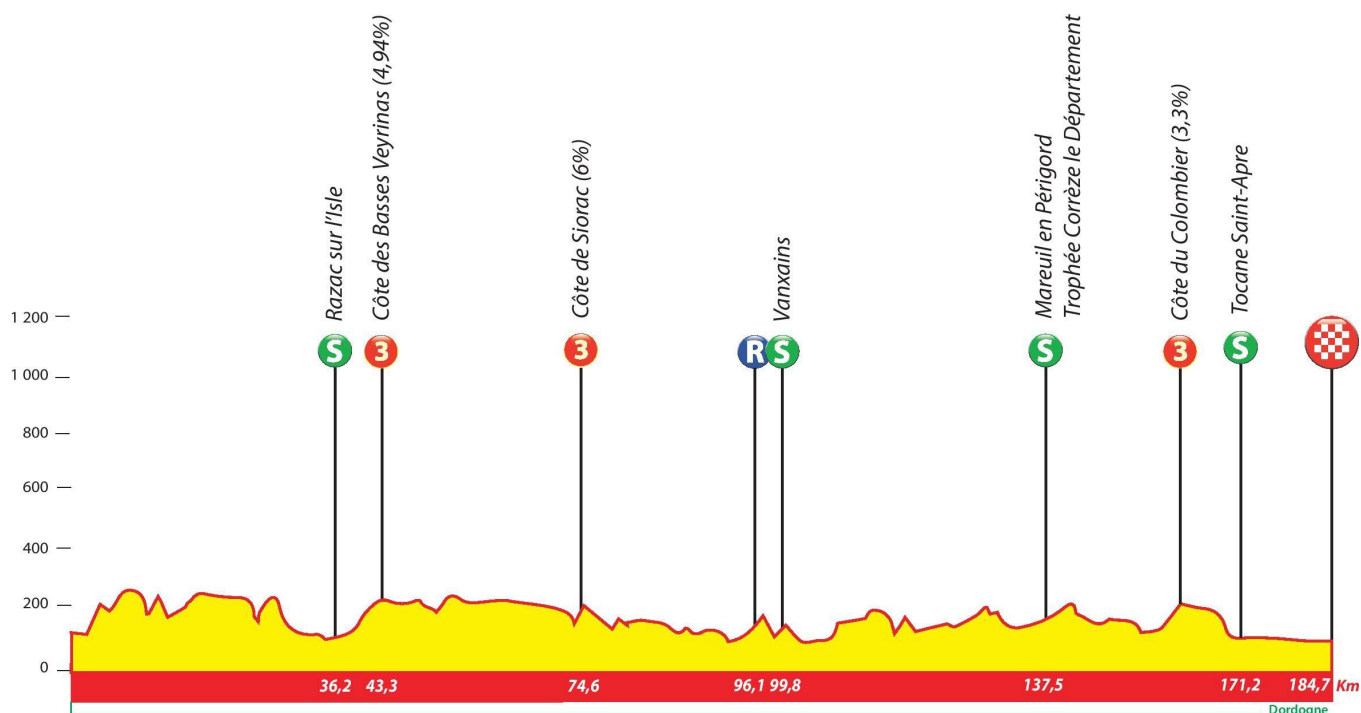 Razac sur l'Isle
Côte des Basses Veyrinas (4,94%)
Côte de Siorac (6%)
Vanxains
Mareuil en Périgord
Trophée Corrèze le Département
Côte du Colombier (3,3%)
Tocane Saint-Apre
S
3
3
R
S
S
3
S
1 200
1 000
800
600
400
200
0
36,2
43,3
74,6
96,1
99,8
137,5
171,2
184,7 Km
Dordogne